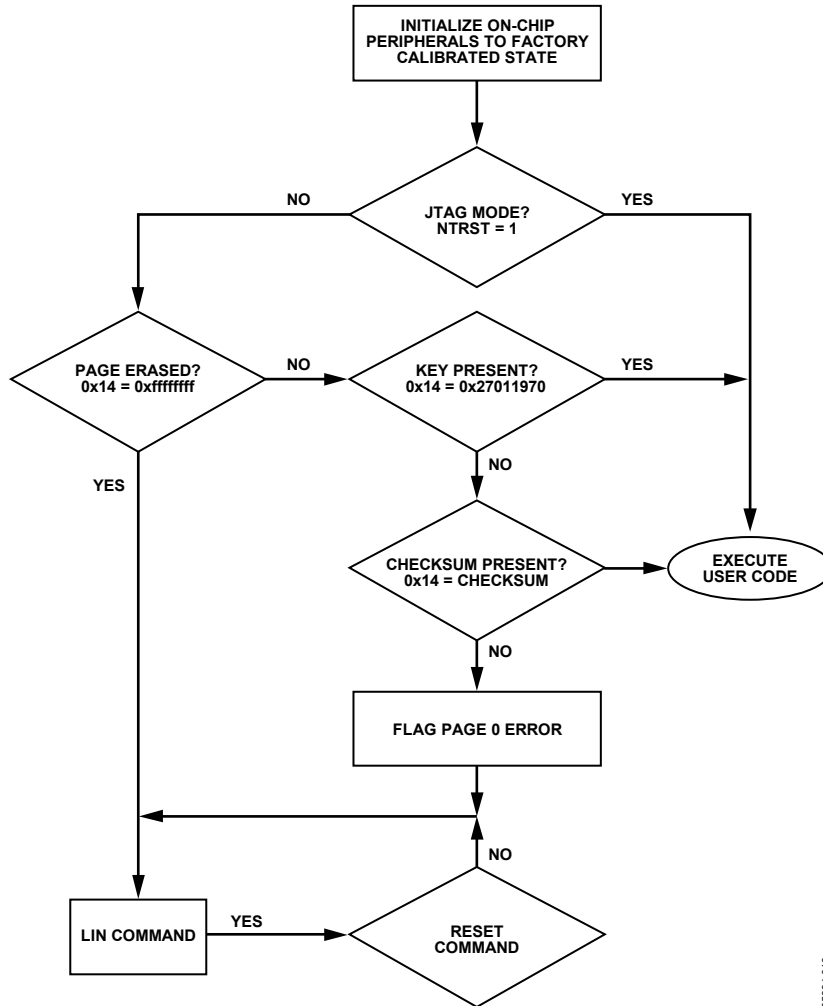 INITIALIZE ON-CHIP
PERIPHERALS TO FACTORY
CALIBRATED STATE
NO
JTAG MODE?
NTRST = 1
YES
PAGE ERASED?
0x14 = 0xffffffff
NO
KEY PRESENT?
0x14 = 0x27011970
YES
NO
YES
CHECKSUM PRESENT?
0x14 = CHECKSUM
EXECUTE
USER CODE
NO
FLAG PAGE 0 ERROR
NO
LIN COMMAND
YES
RESET
COMMAND